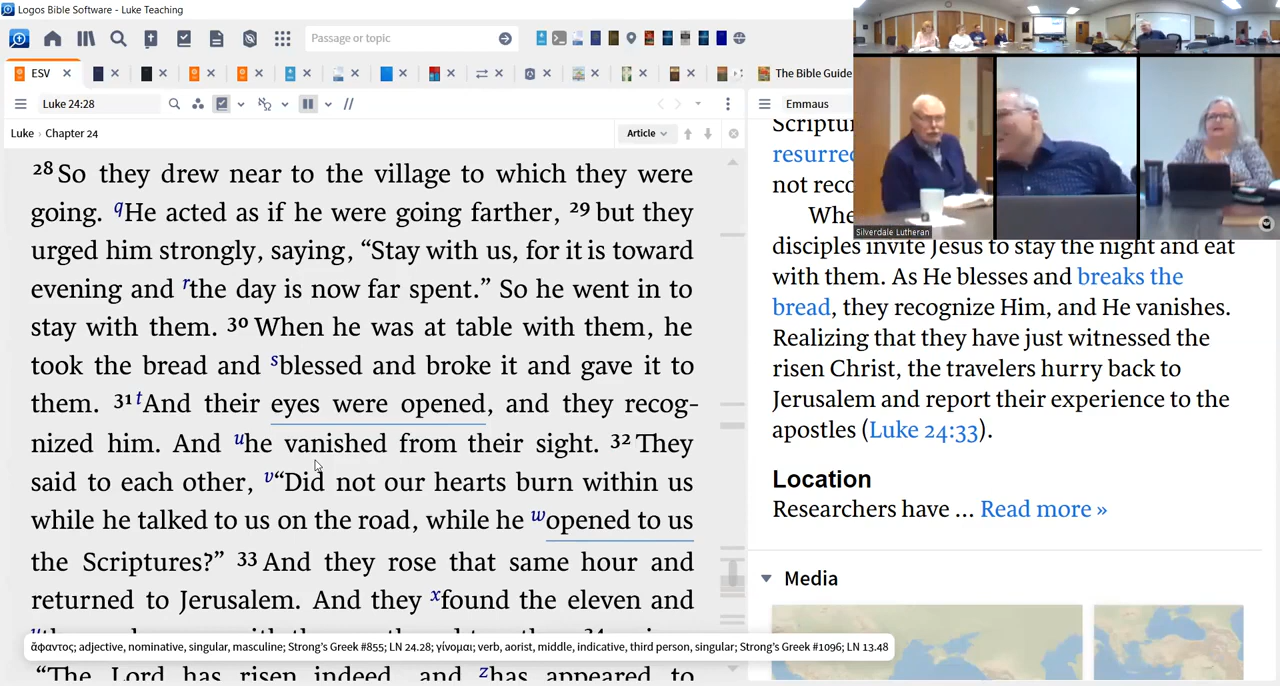 Logos Bible Software - Luke Teaching
Passage or topic
ESV
The Bible Guide
Luke 24:28
Emmaus
Luke › Chapter 24
Article
28 So they drew near to the village to which they were
going. qHe acted as if he were going farther, 29 but they
urged him strongly, saying, “Stay with us, for it is toward
evening and rthe day is now far spent.” So he went in to
stay with them. 30 When he was at table with them, he
took the bread and sblessed and broke it and gave it to
them. 31 tAnd their eyes were opened, and they recog-
nized him. And uhe vanished from their sight. 32 They
said to each other, v“Did not our hearts burn within us
while he talked to us on the road, while he wopened to us
the Scriptures?” 33 And they rose that same hour and
returned to Jerusalem. And they xfound the eleven and
“The Lord has risen indeed, and zhas appeared to
ἄφαντος; adjective, nominative, singular, masculine; Strong's Greek #855; LN 24.28; γίνομαι; verb, aorist, middle, indicative, third person, singular; Strong's Greek #1096; LN 13.48
not reco
disciples invite Jesus to stay the night and eat
with them. As He blesses and breaks the
bread, they recognize Him, and He vanishes.
Realizing that they have just witnessed the
risen Christ, the travelers hurry back to
Jerusalem and report their experience to the
apostles (Luke 24:33).
Location
Researchers have ... Read more »
Media
Silverdale Lutheran